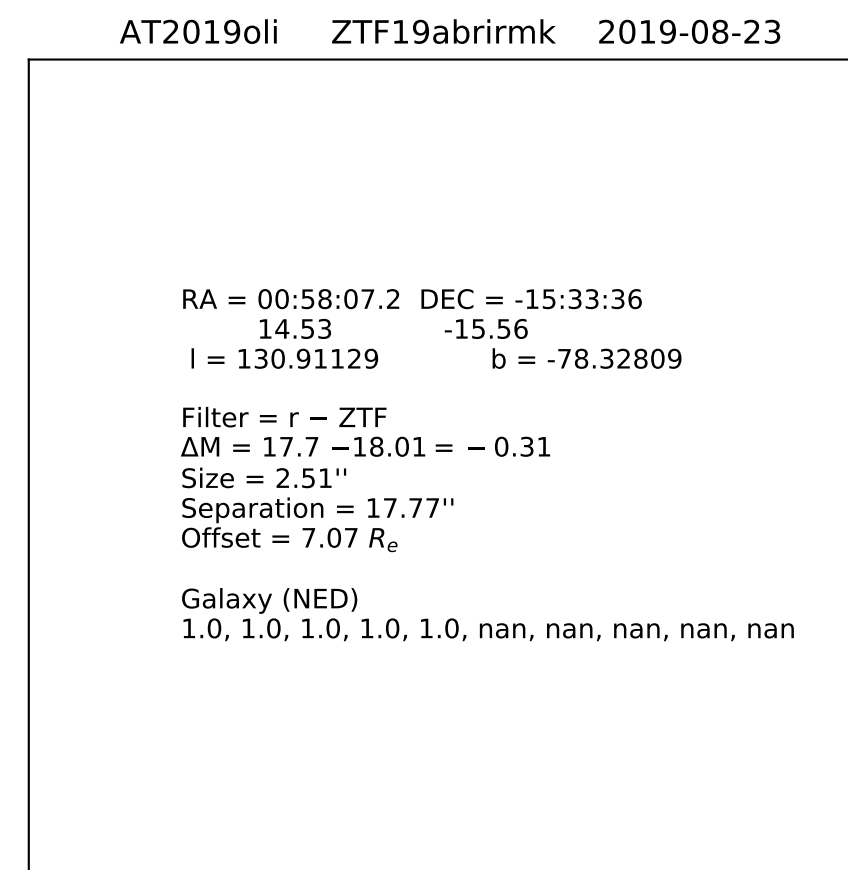 AT2019oli ZTF19abrirmk 2019-08-23
RA = 00:58:07.2 DEC = -15:33:36
14.53 -15.56
l = 130.91129 b = -78.32809
Filter = r − ZTF
ΔM = 17.7 −18.01 = − 0.31
Size = 2.51''
Separation = 17.77''
Offset = 7.07 Rₑ
Galaxy (NED)
1.0, 1.0, 1.0, 1.0, 1.0, nan, nan, nan, nan, nan